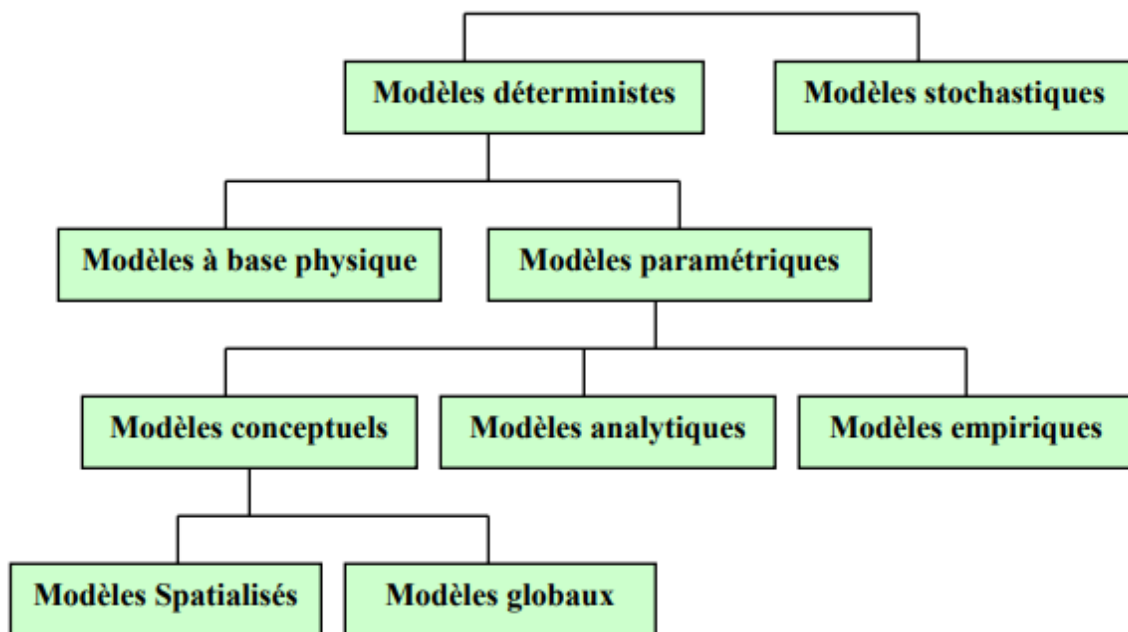 Modèles déterministes
Modèles stochastiques
Modèles à base physique
Modèles paramétriques
Modèles conceptuels
Modèles analytiques
Modèles empiriques
Modèles Spatialisés
Modèles globaux